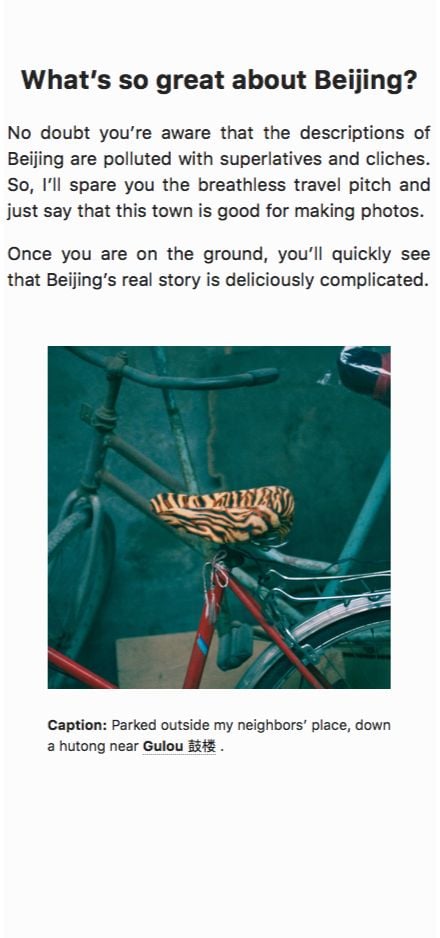 What’s so great about Beijing?
No doubt you’re aware that the descriptions of
Beijing are polluted with superlatives and cliches.
So, I’ll spare you the breathless travel pitch and
just say that this town is good for making photos.
Once you are on the ground, you’ll quickly see
that Beijing’s real story is deliciously complicated.
Caption: Parked outside my neighbors’ place, down
a hutong near Gulou 鼓楼 .